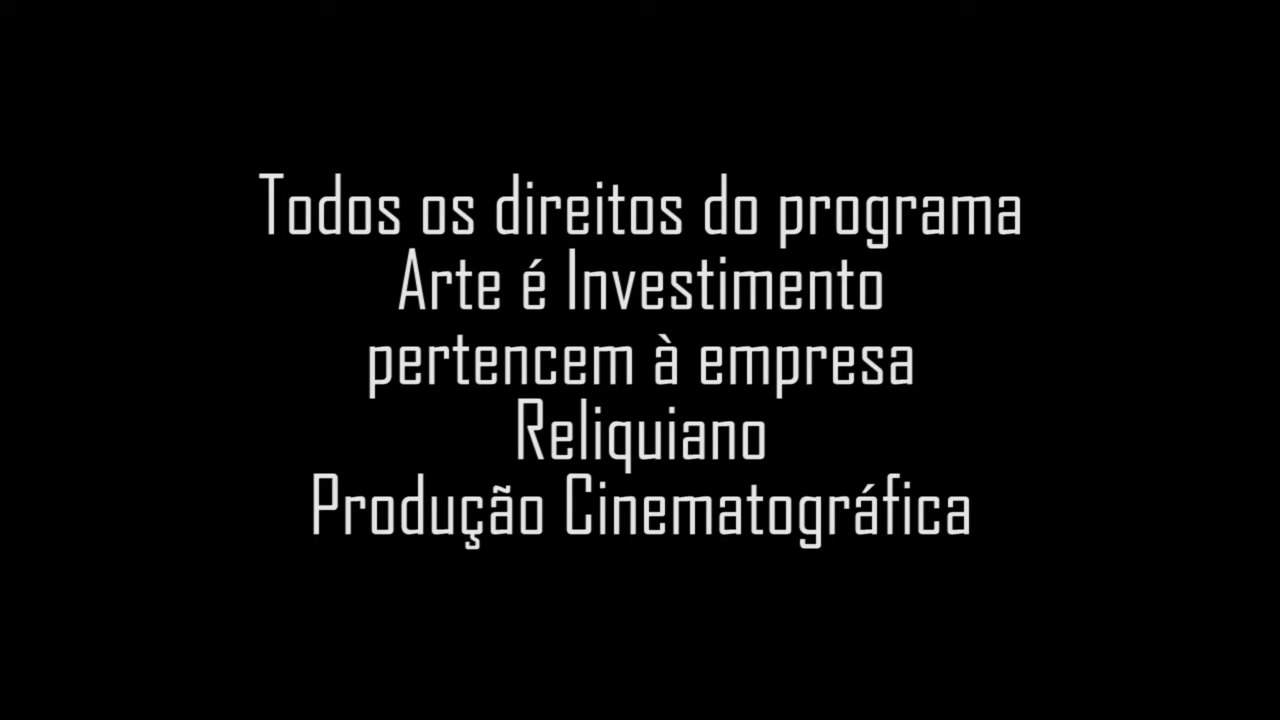 Todos os direitos do programa
Arte é Investimento
pertencem à empresa
Reliquiano
Produção Cinematográfica